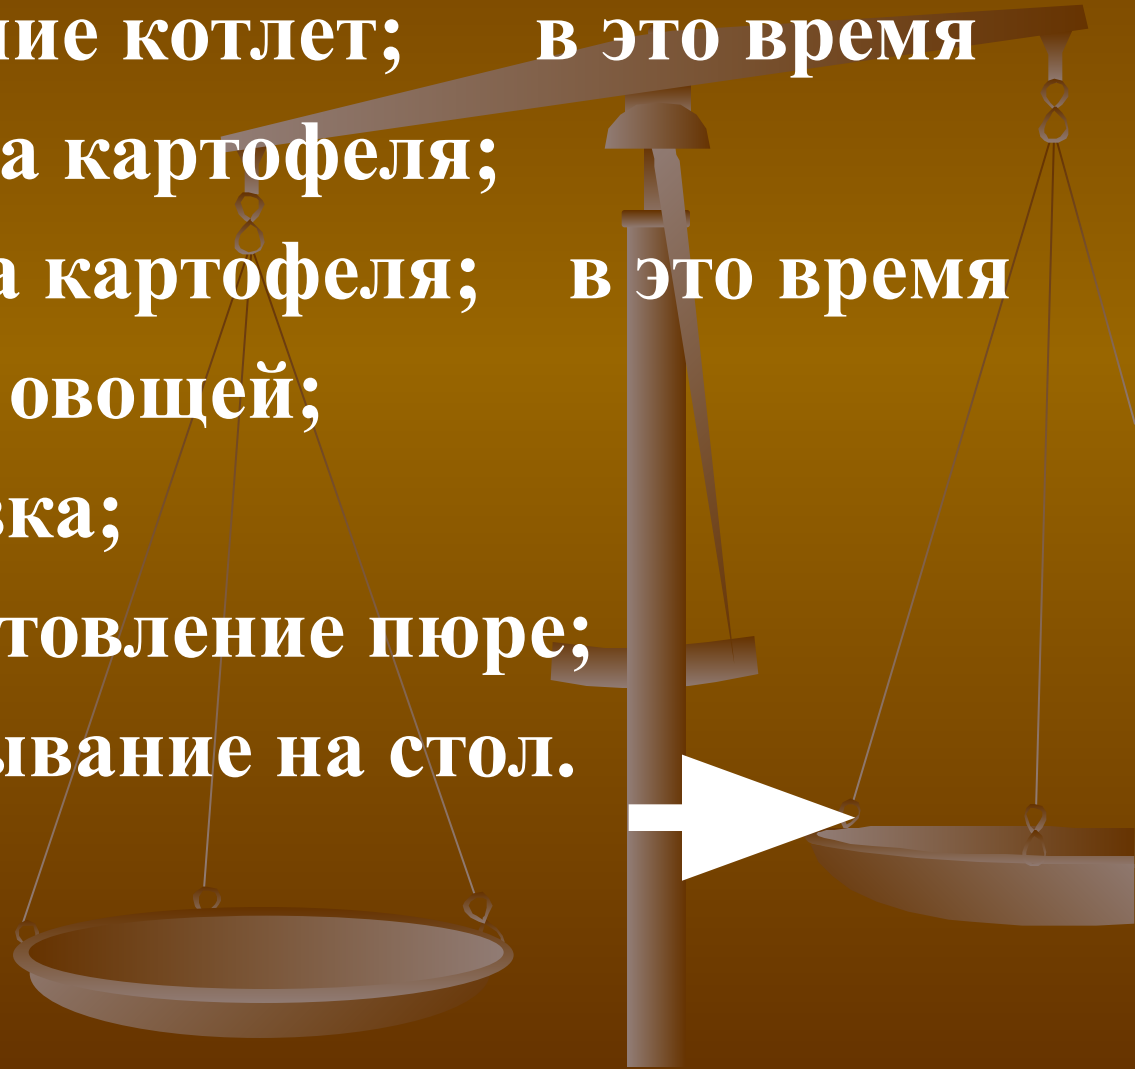 ние котлет; в это время
а картофеля;
а картофеля; в это время
овощей;
вка;
товление пюре;
ывание на стол.